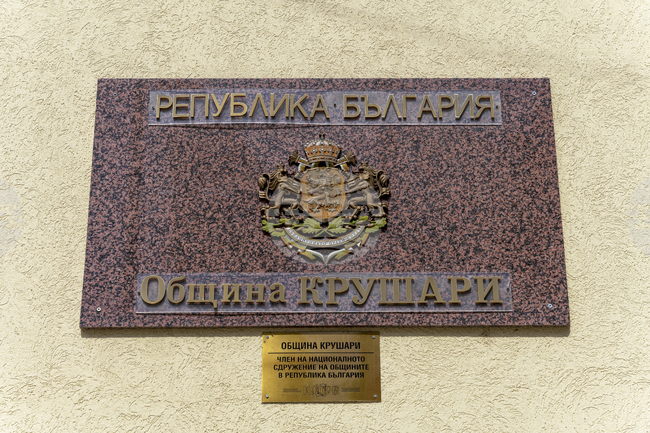 РЕПУБЛИКА БЪЛГАРИЯ
Община КРУШАРИ
ОБЩИНА КРУШАРИ
ЧЛЕН НА НАЦИОНАЛНОТО
СДРУЖЕНИЕ НА ОБЩИНИТЕ
В РЕПУБЛИКА БЪЛГАРИЯ